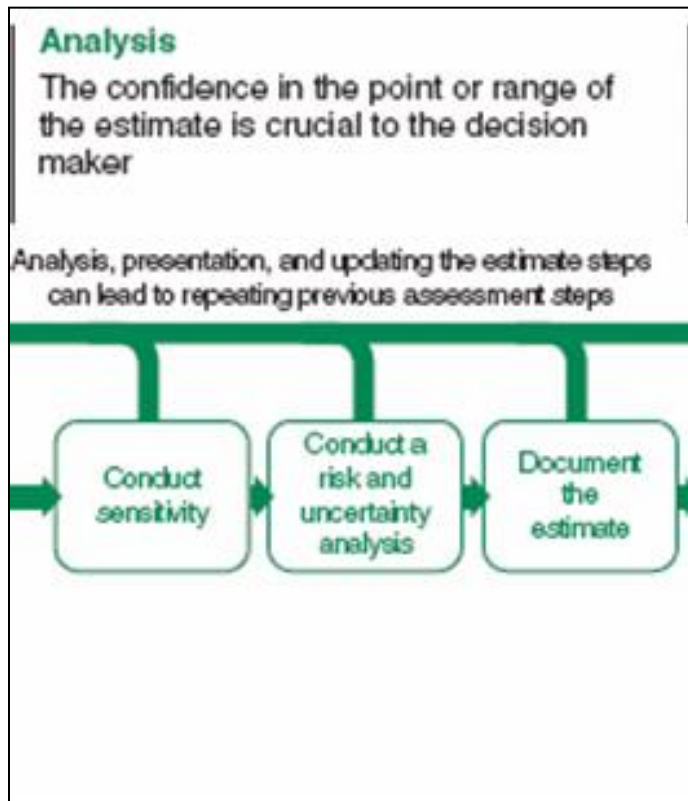 Analysis
The confidence in the point or range of
the estimate is crucial to the decision
maker
Analysis, presentation, and updating the estimate steps
can lead to repeating previous assessment steps
Conduct
sensitivity
Conduct a
risk and
uncertainty
analysis
Document
the
estimate